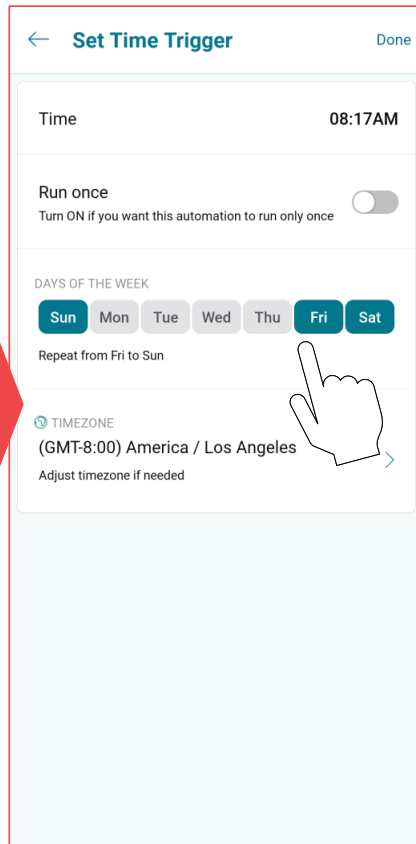 Set Time Trigger Done
Time 08:17AM
Run once
Turn ON if you want this automation to run only once
DAYS OF THE WEEK
Sun Mon Tue Wed Thu Fri Sat
Repeat from Fri to Sun
TIMEZONE
(GMT-8:00) America / Los Angeles
Adjust timezone if needed